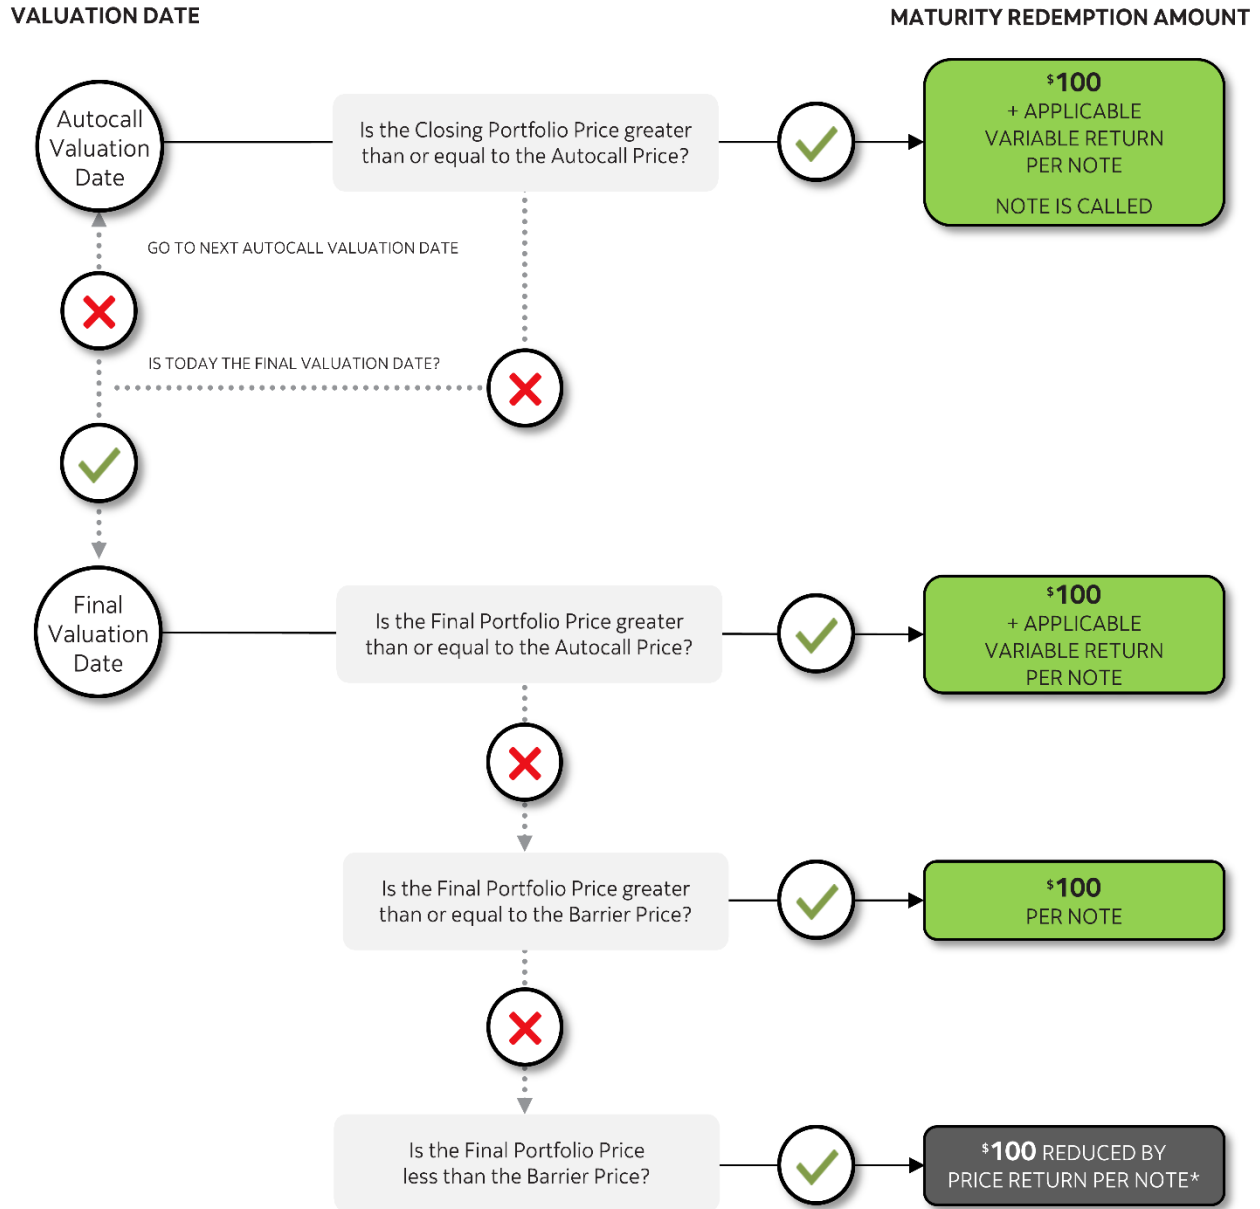 VALUATION DATE
MATURITY REDEMPTION AMOUNT
Autocall
Valuation
Date
Is the Closing Portfolio Price greater
than or equal to the Autocall Price?
$100
+ APPLICABLE
VARIABLE RETURN
PER NOTE
NOTE IS CALLED
GO TO NEXT AUTOCALL VALUATION DATE
IS TODAY THE FINAL VALUATION DATE?
Final
Valuation
Date
Is the Final Portfolio Price greater
than or equal to the Autocall Price?
$100
+ APPLICABLE
VARIABLE RETURN
PER NOTE
Is the Final Portfolio Price greater
than or equal to the Barrier Price?
$100
PER NOTE
Is the Final Portfolio Price
less than the Barrier Price?
$100 REDUCED BY
PRICE RETURN PER NOTE*